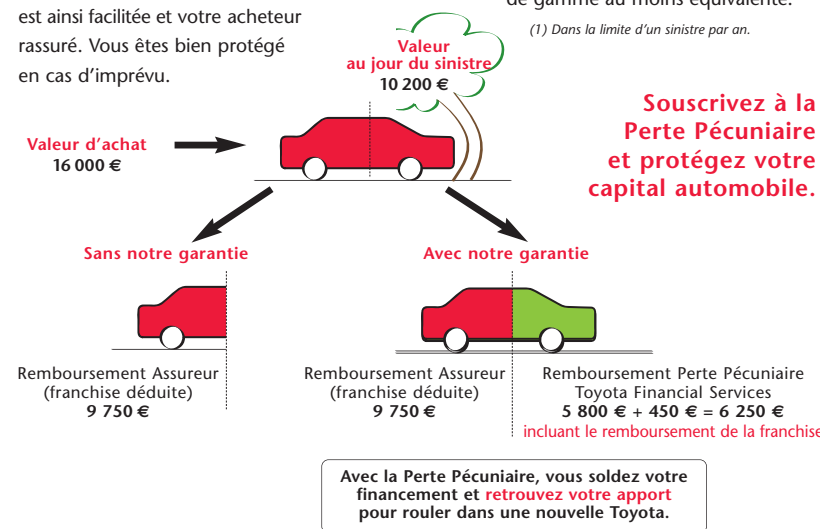 est ainsi facilitée et votre acheteur
rassuré. Vous êtes bien protégé
en cas d'imprévu.
de gamme au moins équivalente.
(1) Dans la limite d'un sinistre par an.
Valeur
au jour du sinistre
10 200 €
Valeur d'achat
16 000 €
Souscrivez à la
Perte Pécuniaire
et protégez votre
capital automobile.
Sans notre garantie
Avec notre garantie
Remboursement Assureur
(franchise déduite)
9 750 €
Remboursement Assureur
(franchise déduite)
9 750 €
Remboursement Perte Pécuniaire
Toyota Financial Services
5 800 € + 450 € = 6 250 €
incluant le remboursement de la franchise
Avec la Perte Pécuniaire, vous soldez votre
financement et retrouvez votre apport
pour rouler dans une nouvelle Toyota.